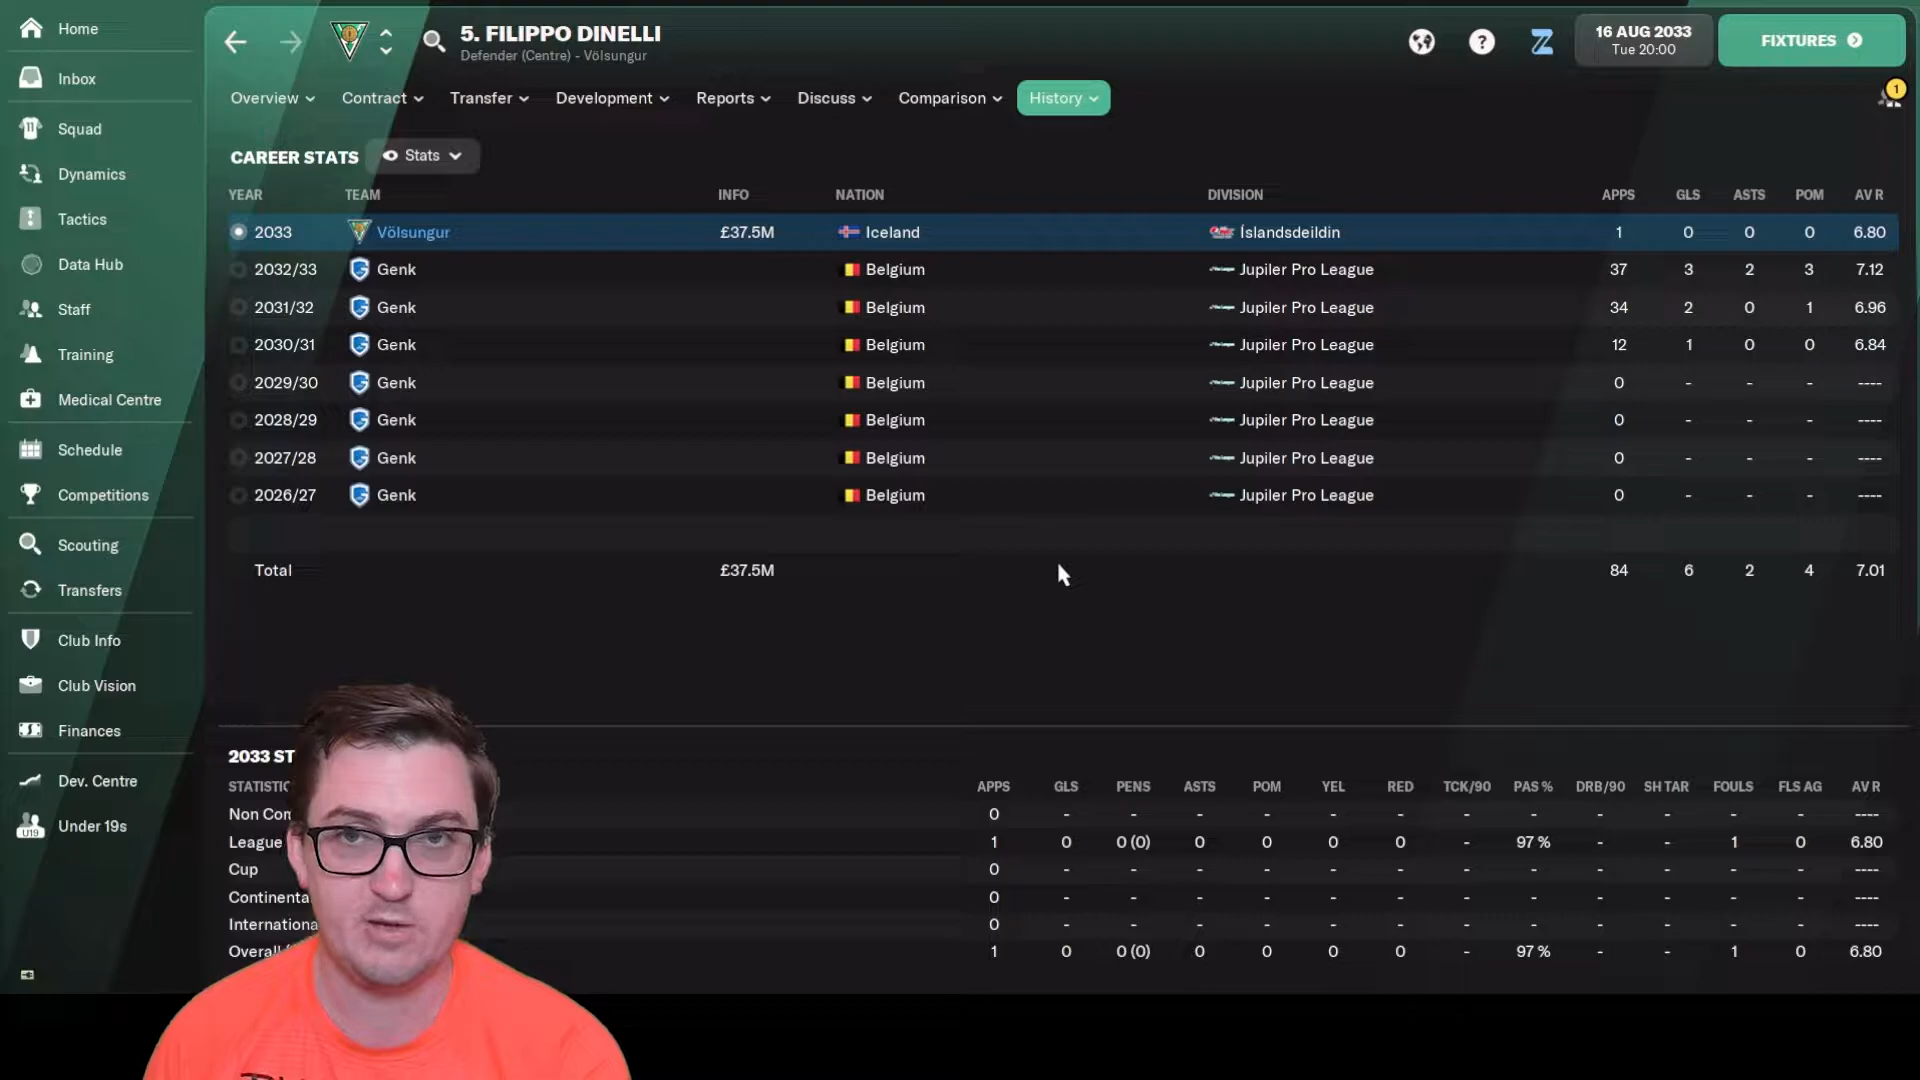 Home
Inbox
Squad
Dynamics
Tactics
Data Hub
Staff
Training
Medical Centre
Schedule
Competitions
Scouting
Transfers
Club Info
Club Vision
Finances
Dev. Centre
U19 Under 19s
5. FILIPPO DINELLI
Defender (Centre) - Völsungur
16 AUG 2033
Tue 20:00
FIXTURES
Overview Contract Transfer Development Reports Discuss Comparison History
1
CAREER STATS Stats
YEAR TEAM INFO NATION DIVISION APPS GLS ASTS POM AV R
2033 Völsungur £37.5M Iceland Íslandsdeildin 1 0 0 0 6.80
2032/33 Genk Belgium Jupiler Pro League 37 3 2 3 7.12
2031/32 Genk Belgium Jupiler Pro League 34 2 0 1 6.96
2030/31 Genk Belgium Jupiler Pro League 12 1 0 0 6.84
2029/30 Genk Belgium Jupiler Pro League 0 - - - ----
2028/29 Genk Belgium Jupiler Pro League 0 - - - ----
2027/28 Genk Belgium Jupiler Pro League 0 - - - ----
2026/27 Genk Belgium Jupiler Pro League 0 - - - ----
Total £37.5M 84 6 2 4 7.01
2033 ST
STATISTIC APPS GLS PENS ASTS POM YEL RED TCK/90 PAS % DRB/90 SH TAR FOULS FLS AG AV R
Non Com 0 - - - - - - - - - - - - ----
League 1 0 0 (0) 0 0 0 0 - 97 % - - 1 0 6.80
Cup 0 - - - - - - - - - - - - ----
Continenta 0 - - - - - - - - - - - - ----
Internationa 0 - - - - - - - - - - - - ----
Overall 1 0 0 (0) 0 0 0 0 - 97 % - - 1 0 6.80